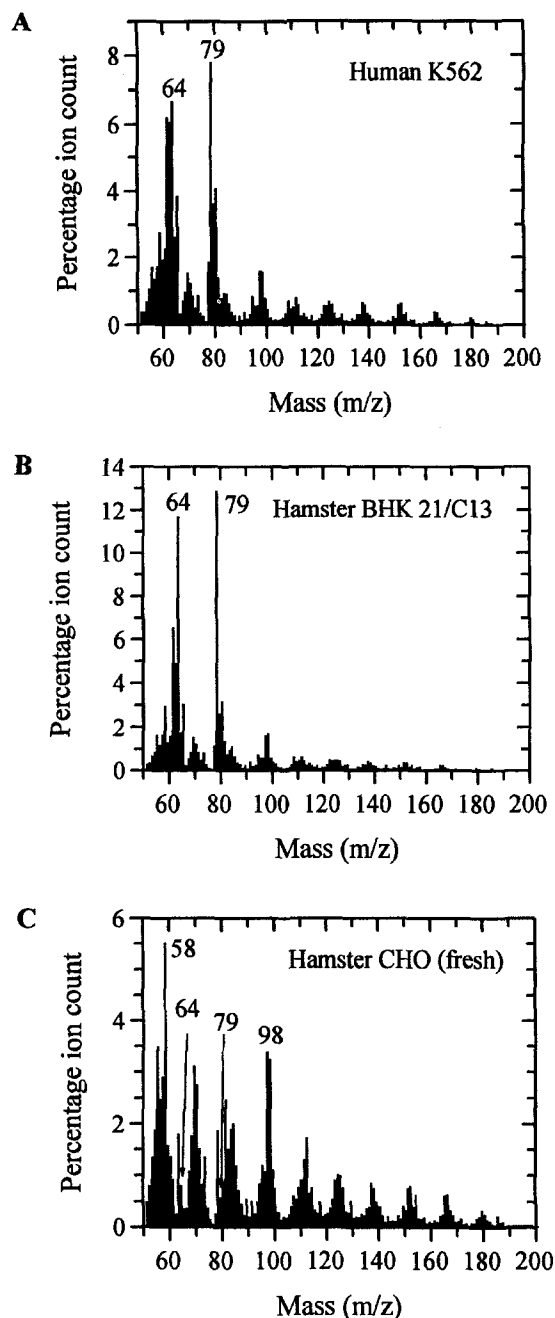 A
Human K562
64
79
Percentage ion count
8
6
4
2
0
60 80 100 120 140 160 180 200
Mass (m/z)
B
Hamster BHK 21/C13
64
79
Percentage ion count
14
12
10
8
6
4
2
0
60 80 100 120 140 160 180 200
Mass (m/z)
C
Hamster CHO (fresh)
58
64
79
98
Percentage ion count
6
4
2
0
60 80 100 120 140 160 180 200
Mass (m/z)